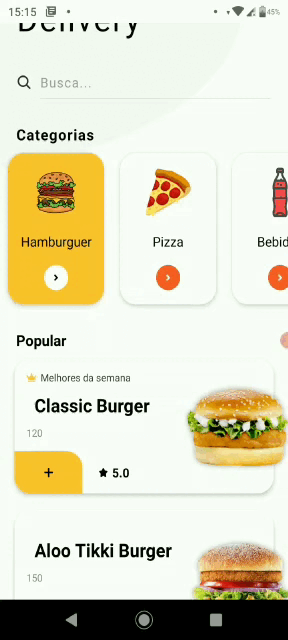 15:15
45%
Delivery
Busca...
Categorias
Hamburguer
Pizza
Bebid
Popular
Melhores da semana
Classic Burger
120
+
5.0
Aloo Tikki Burger
150